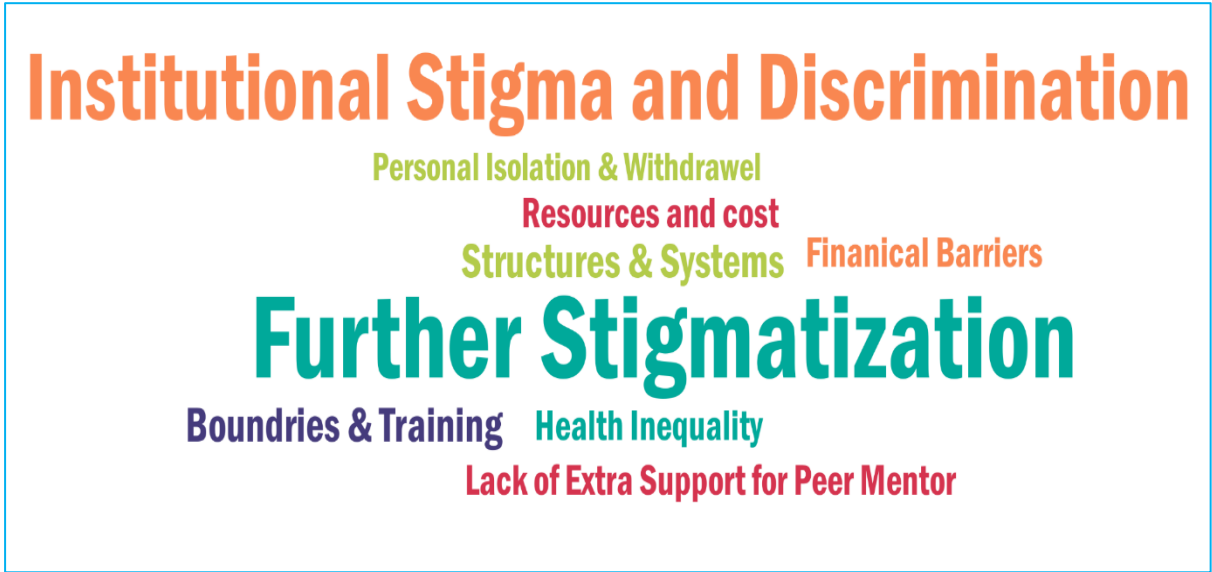 Institutional Stigma and Discrimination
Personal Isolation & Withdrawel
Resources and cost
Structures & Systems
Finanical Barriers
Further Stigmatization
Boundries & Training
Health Inequality
Lack of Extra Support for Peer Mentor